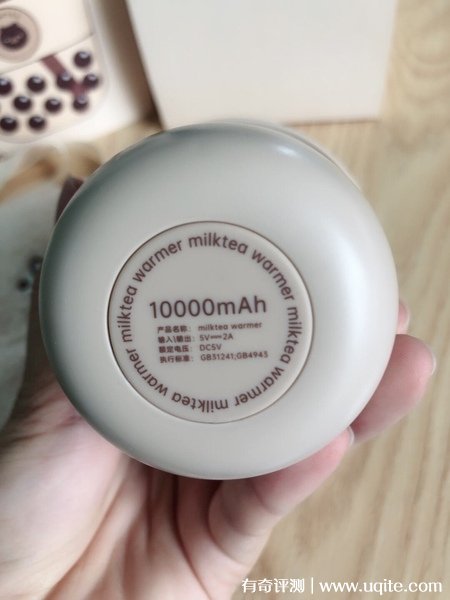 milktea warmer milktea warmer milktea warmer milktea warmer
10000mAh
产品名称： milktea warmer
输入\输出： 5V⎓2A
额定电压： DC5V
执行标准： GB31241;GB4943
有奇评测 | www.uqite.com